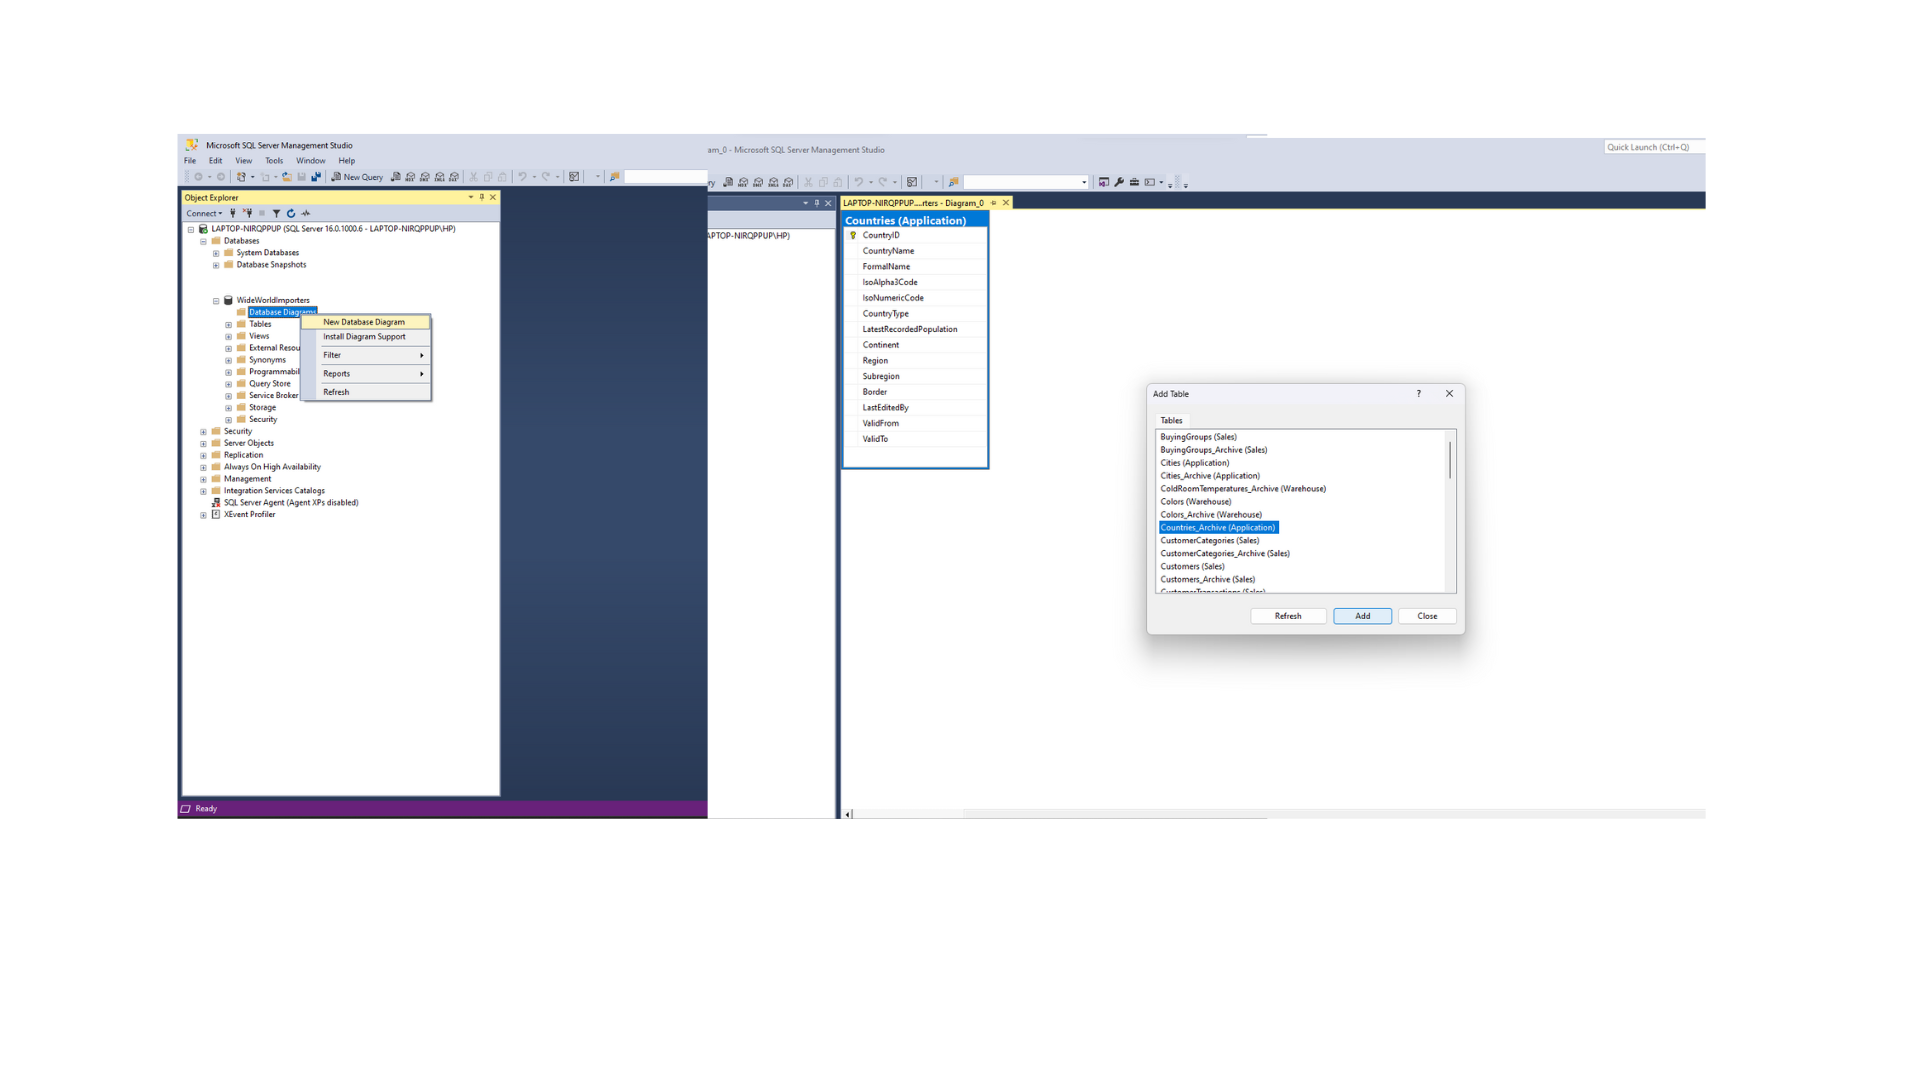 Microsoft SQL Server Management Studio
File Edit View Tools Window Help
New Query
Object Explorer
Connect
LAPTOP-NIRQPPUP (SQL Server 16.0.1000.6 - LAPTOP-NIRQPPUP\HP)
Databases
System Databases
Database Snapshots
WideWorldImporters
Database Diagrams
Tables
Views
External Resou
Synonyms
Programmabil
Query Store
Service Broker
Storage
Security
Security
Server Objects
Replication
Always On High Availability
Management
Integration Services Catalogs
SQL Server Agent (Agent XPs disabled)
XEvent Profiler
New Database Diagram
Install Diagram Support
Filter
Reports
Refresh
Ready
am_0 - Microsoft SQL Server Management Studio
Quick Launch (Ctrl+Q)
APTOP-NIRQPPUP\HP)
LAPTOP-NIRQPPUP....rters - Diagram_0
Countries (Application)
CountryID
CountryName
FormalName
IsoAlpha3Code
IsoNumericCode
CountryType
LatestRecordedPopulation
Continent
Region
Subregion
Border
LastEditedBy
ValidFrom
ValidTo
Add Table ?
Tables
BuyingGroups (Sales)
BuyingGroups_Archive (Sales)
Cities (Application)
Cities_Archive (Application)
ColdRoomTemperatures_Archive (Warehouse)
Colors (Warehouse)
Colors_Archive (Warehouse)
Countries_Archive (Application)
CustomerCategories (Sales)
CustomerCategories_Archive (Sales)
Customers (Sales)
Customers_Archive (Sales)
CustomerTransactions (Sales)
Refresh Add Close